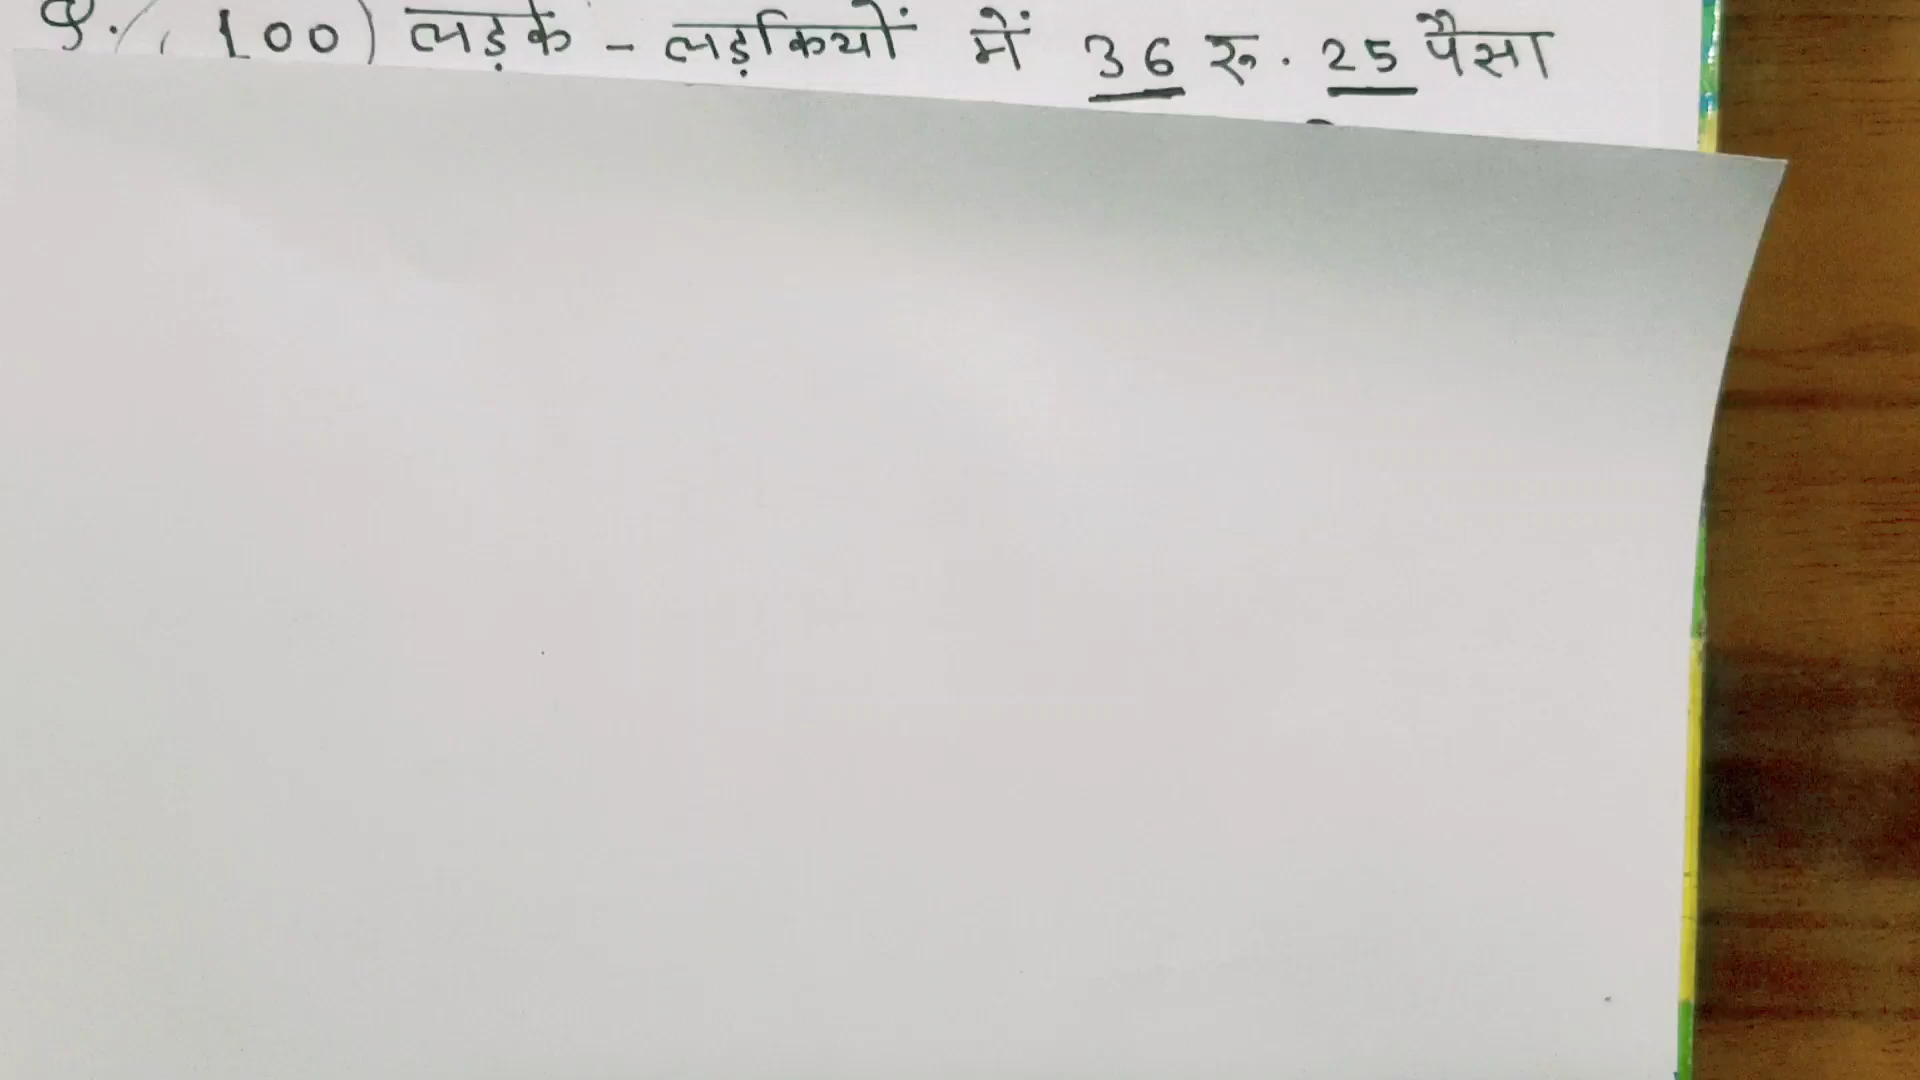 Q. (100) लड़के - लड़कियों में 36 रू. 25 पैसा